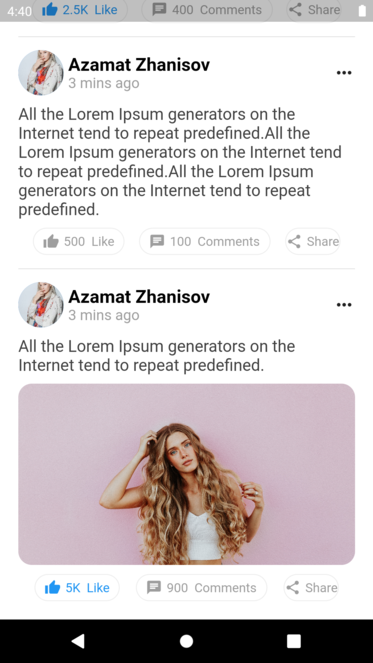 4:40
2.5K Like 400 Comments Share
Azamat Zhanisov
3 mins ago
All the Lorem Ipsum generators on the
Internet tend to repeat predefined.All the
Lorem Ipsum generators on the Internet tend
to repeat predefined.All the Lorem Ipsum
generators on the Internet tend to repeat
predefined.
500 Like 100 Comments Share
Azamat Zhanisov
3 mins ago
All the Lorem Ipsum generators on the
Internet tend to repeat predefined.
5K Like 900 Comments Share